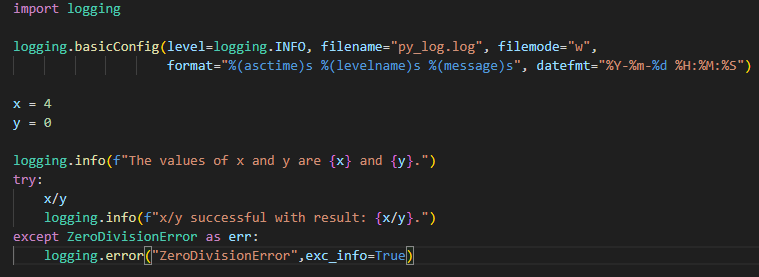 import logging
logging.basicConfig(level=logging.INFO, filename="py_log.log", filemode="w",
format="%(asctime)s %(levelname)s %(message)s", datefmt="%Y-%m-%d %H:%M:%S")
x = 4
y = 0
logging.info(f"The values of x and y are {x} and {y}.")
try:
    x/y
    logging.info(f"x/y successful with result: {x/y}.")
except ZeroDivisionError as err:
    logging.error("ZeroDivisionError",exc_info=True)